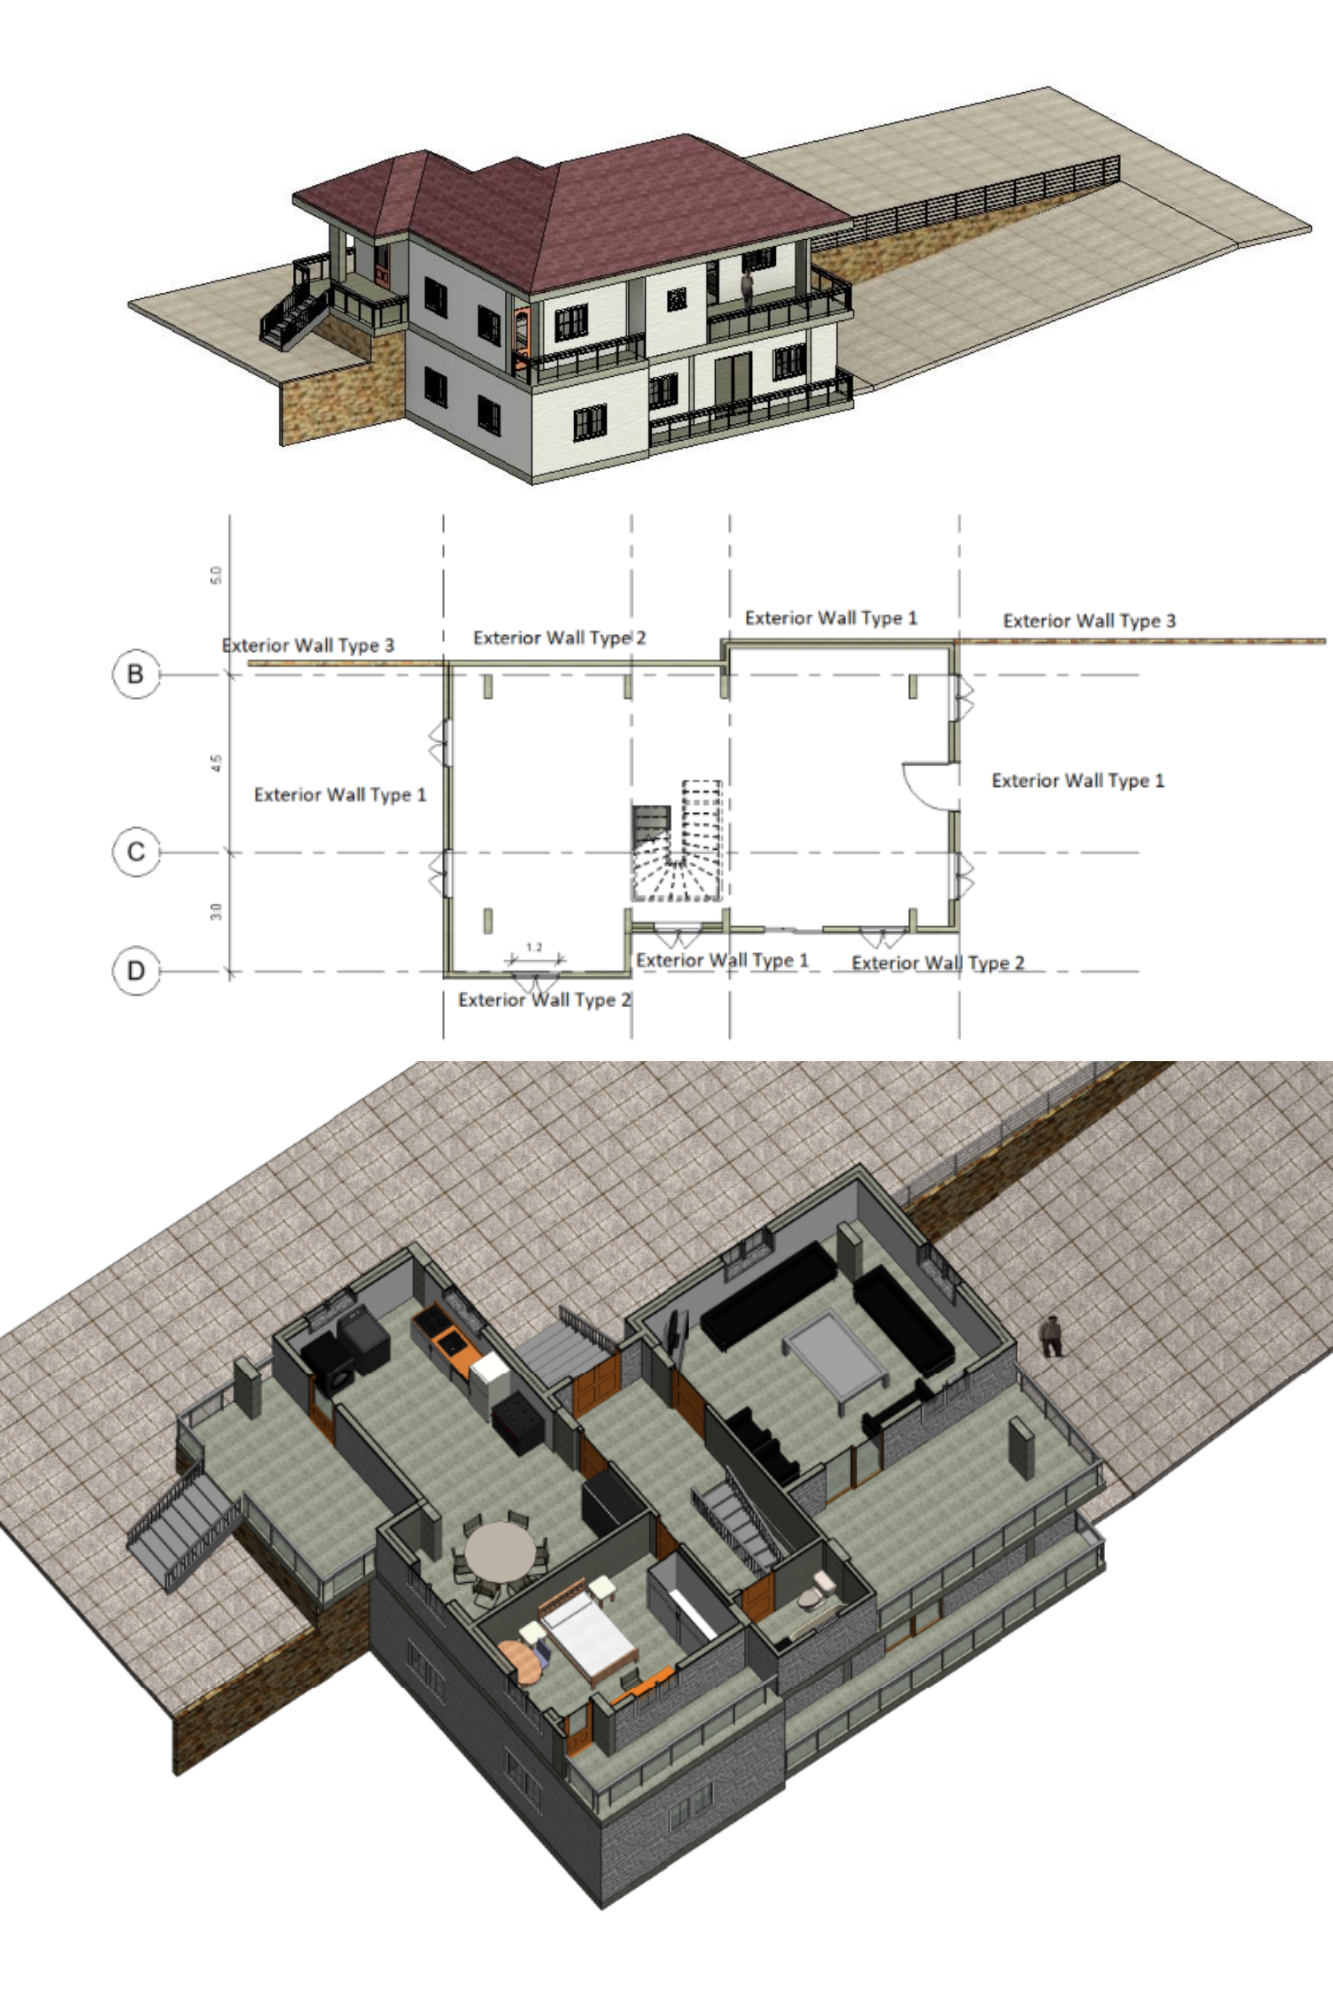 5.0
Exterior Wall Type 1
Exterior Wall Type 3
Exterior Wall Type 2
Exterior Wall Type 3
B
4.5
Exterior Wall Type 1
Exterior Wall Type 1
C
3.0
1.2
Exterior Wall Type 1
Exterior Wall Type 2
D
Exterior Wall Type 2